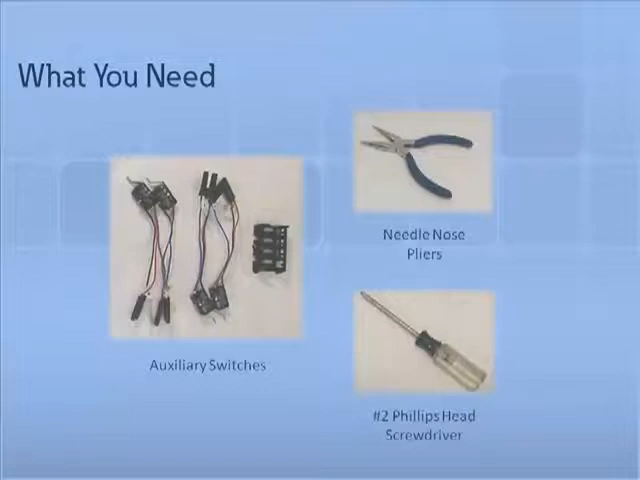 What You Need
Needle Nose
Pliers
Auxiliary Switches
#2 Phillips Head
Screwdriver